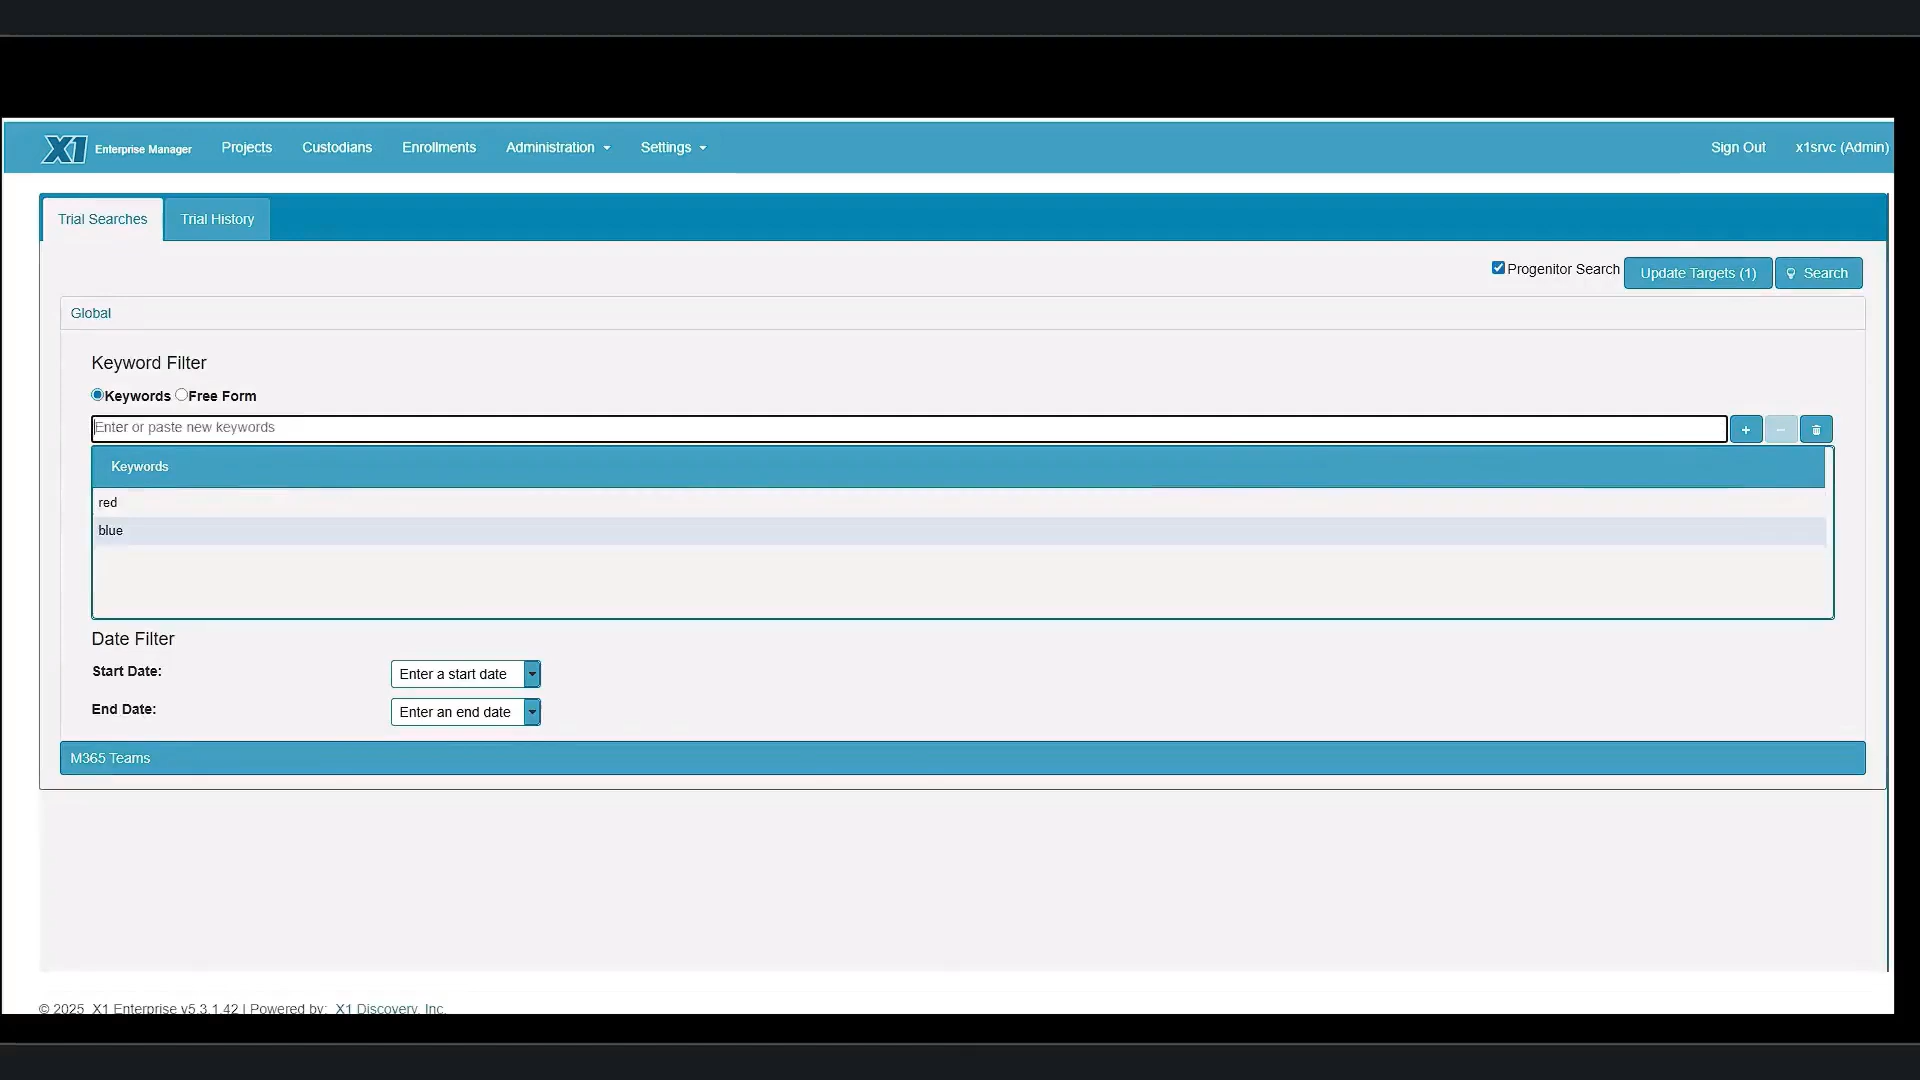 X1 Enterprise Manager Projects Custodians Enrollments Administration Settings Sign Out x1srvc (Admin)
Trial Searches Trial History
Progenitor Search Update Targets (1) Search
Global
Keyword Filter
Keywords Free Form
Enter or paste new keywords
Keywords
red
blue
Date Filter
Start Date: Enter a start date
End Date: Enter an end date
M365 Teams
© 2025 X1 Enterprise v5.3.1.42 | Powered by: X1 Discovery, Inc.